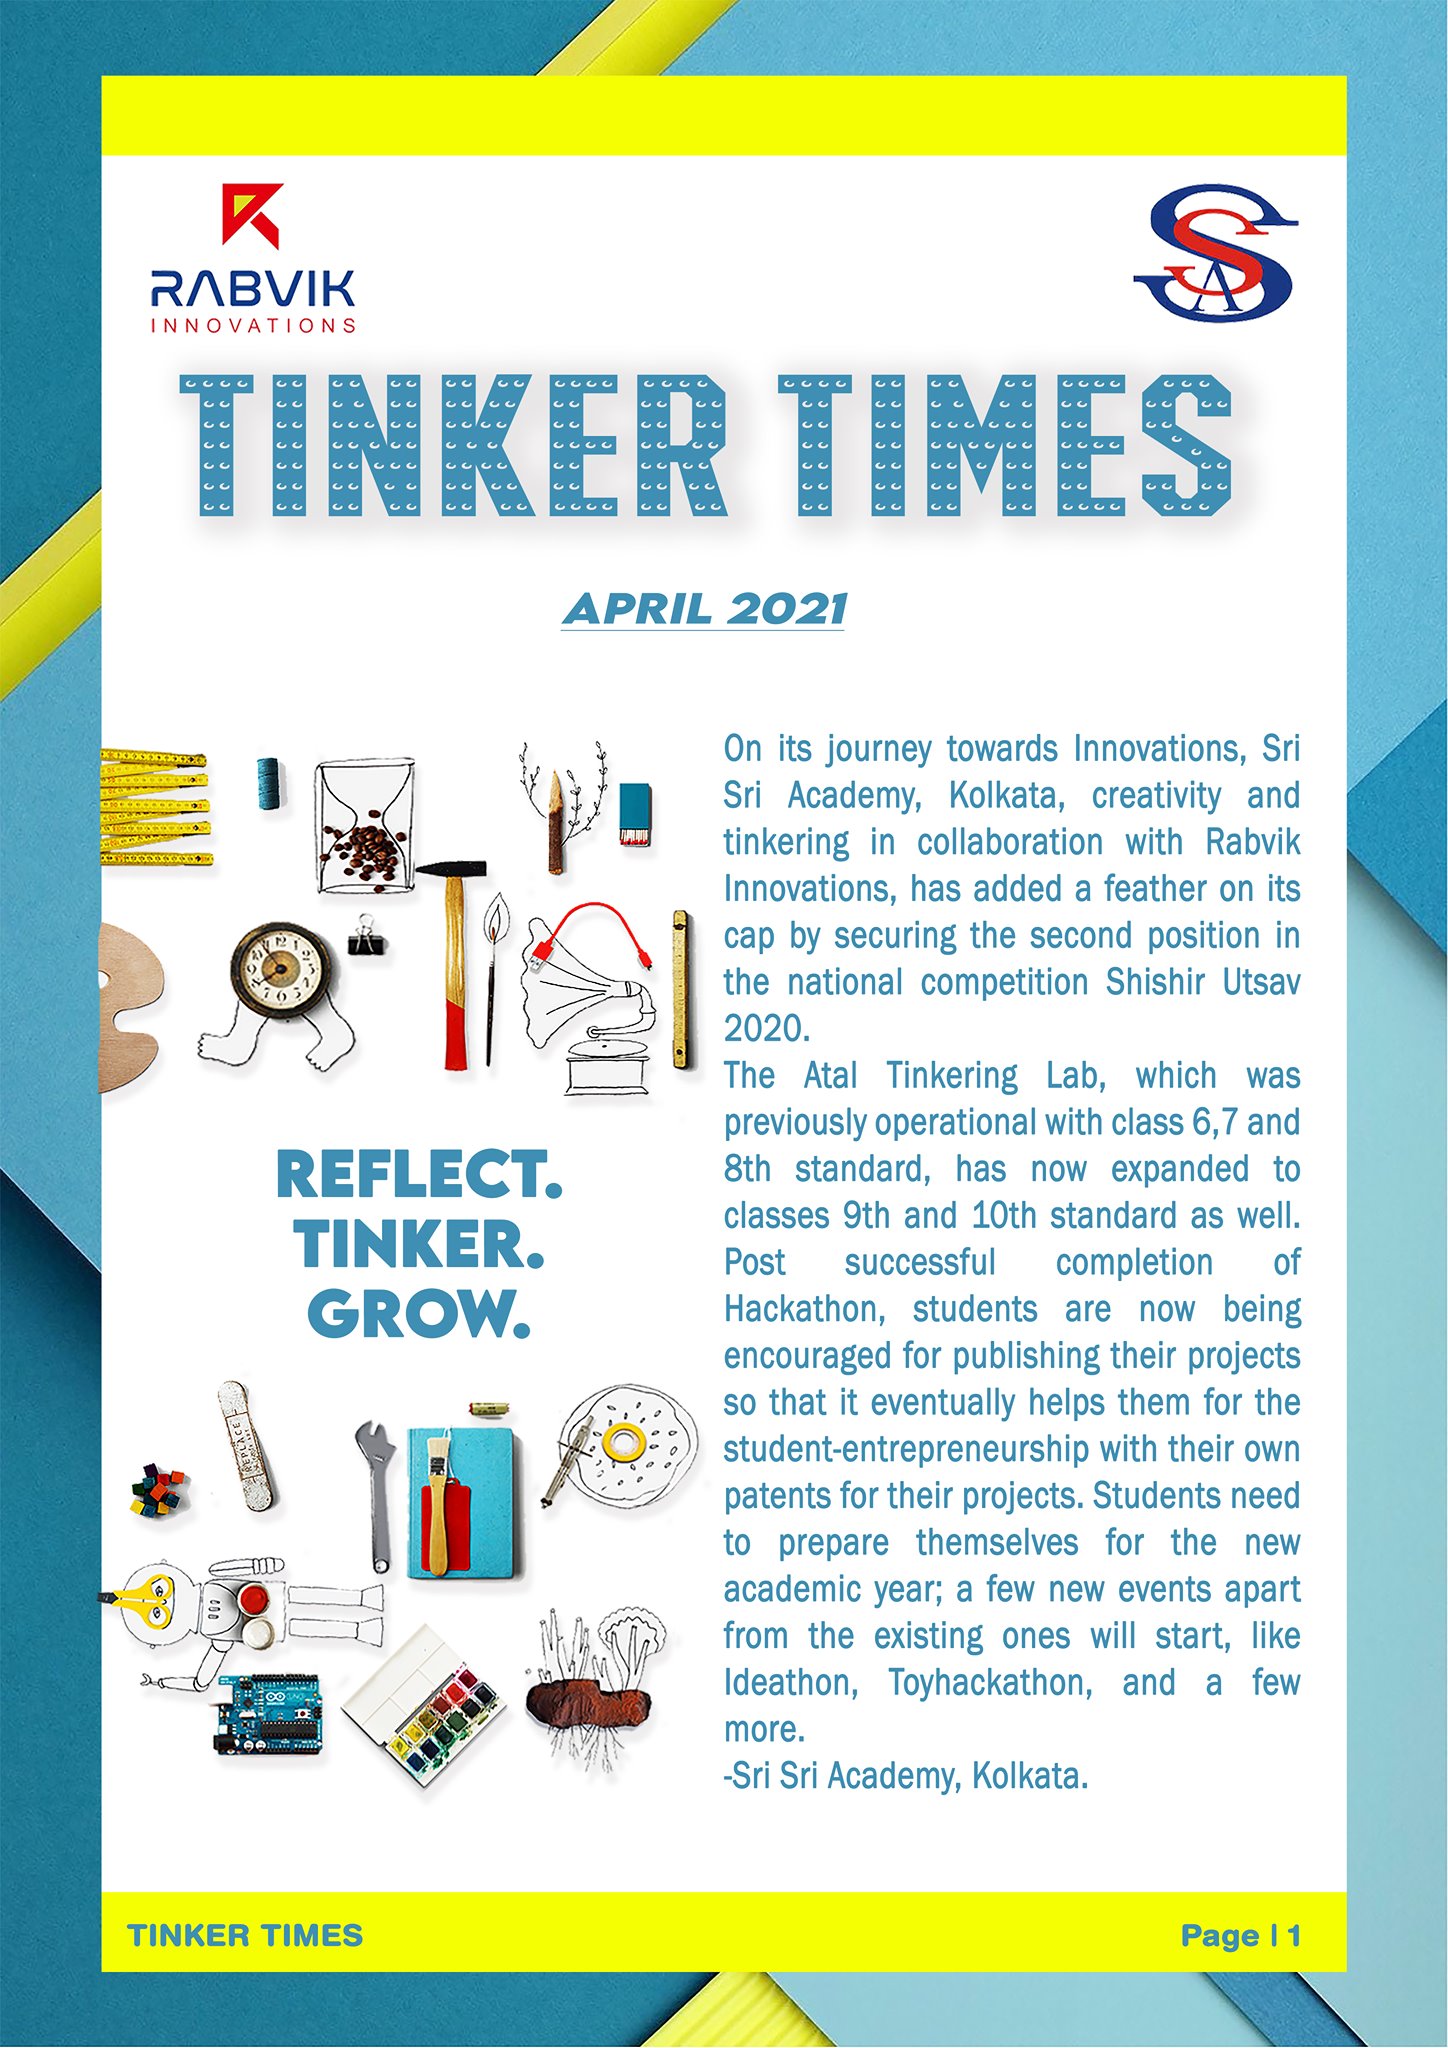 RABVIK
INNOVATIONS
SSA
TINKER TIMES
APRIL 2021
On its journey towards Innovations, Sri
Sri Academy, Kolkata, creativity and
tinkering in collaboration with Rabvik
Innovations, has added a feather on its
cap by securing the second position in
the national competition Shishir Utsav
2020.
The Atal Tinkering Lab, which was
previously operational with class 6,7 and
8th standard, has now expanded to
classes 9th and 10th standard as well.
Post successful completion of
Hackathon, students are now being
encouraged for publishing their projects
so that it eventually helps them for the
student-entrepreneurship with their own
patents for their projects. Students need
to prepare themselves for the new
academic year; a few new events apart
from the existing ones will start, like
Ideathon, Toyhackathon, and a few
more.
-Sri Sri Academy, Kolkata.
REFLECT.
TINKER.
GROW.
REPLACE
UNO
TINKER TIMES
Page | 1